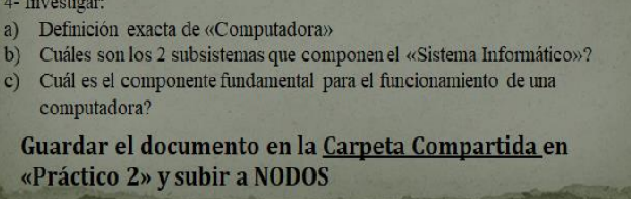 4- Investigar:
a) Definición exacta de «Computadora»
b) Cuáles son los 2 subsistemas que componen el «Sistema Informático»?
c) Cuál es el componente fundamental para el funcionamiento de una
computadora?
Guardar el documento en la Carpeta Compartida en
«Práctico 2» y subir a NODOS